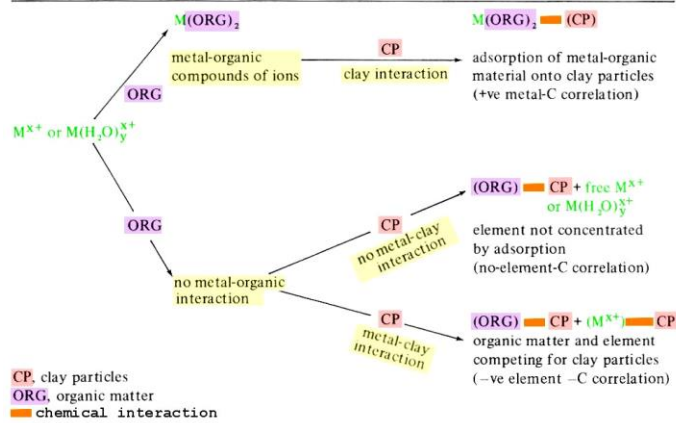 M(ORG)₂
metal-organic
compounds of ions
CP
clay interaction
M(ORG)₂ (CP)
adsorption of metal-organic
material onto clay particles
(+ve metal-C correlation)
ORG
Mˣ⁺ or M(H₂O)yˣ⁺
ORG
no metal-organic
interaction
CP
no metal-clay
interaction
(ORG) CP + free Mˣ⁺
or M(H₂O)yˣ⁺
element not concentrated
by adsorption
(no-element-C correlation)
CP
metal-clay
interaction
(ORG) CP + (Mˣ⁺) CP
organic matter and element
competing for clay particles
(−ve element −C correlation)
CP, clay particles
ORG, organic matter
chemical interaction